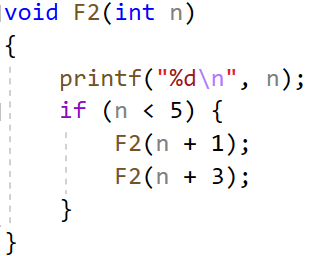 void F2(int n)
{
    printf("%d\n", n);
    if (n < 5) {
        F2(n + 1);
        F2(n + 3);
    }
}